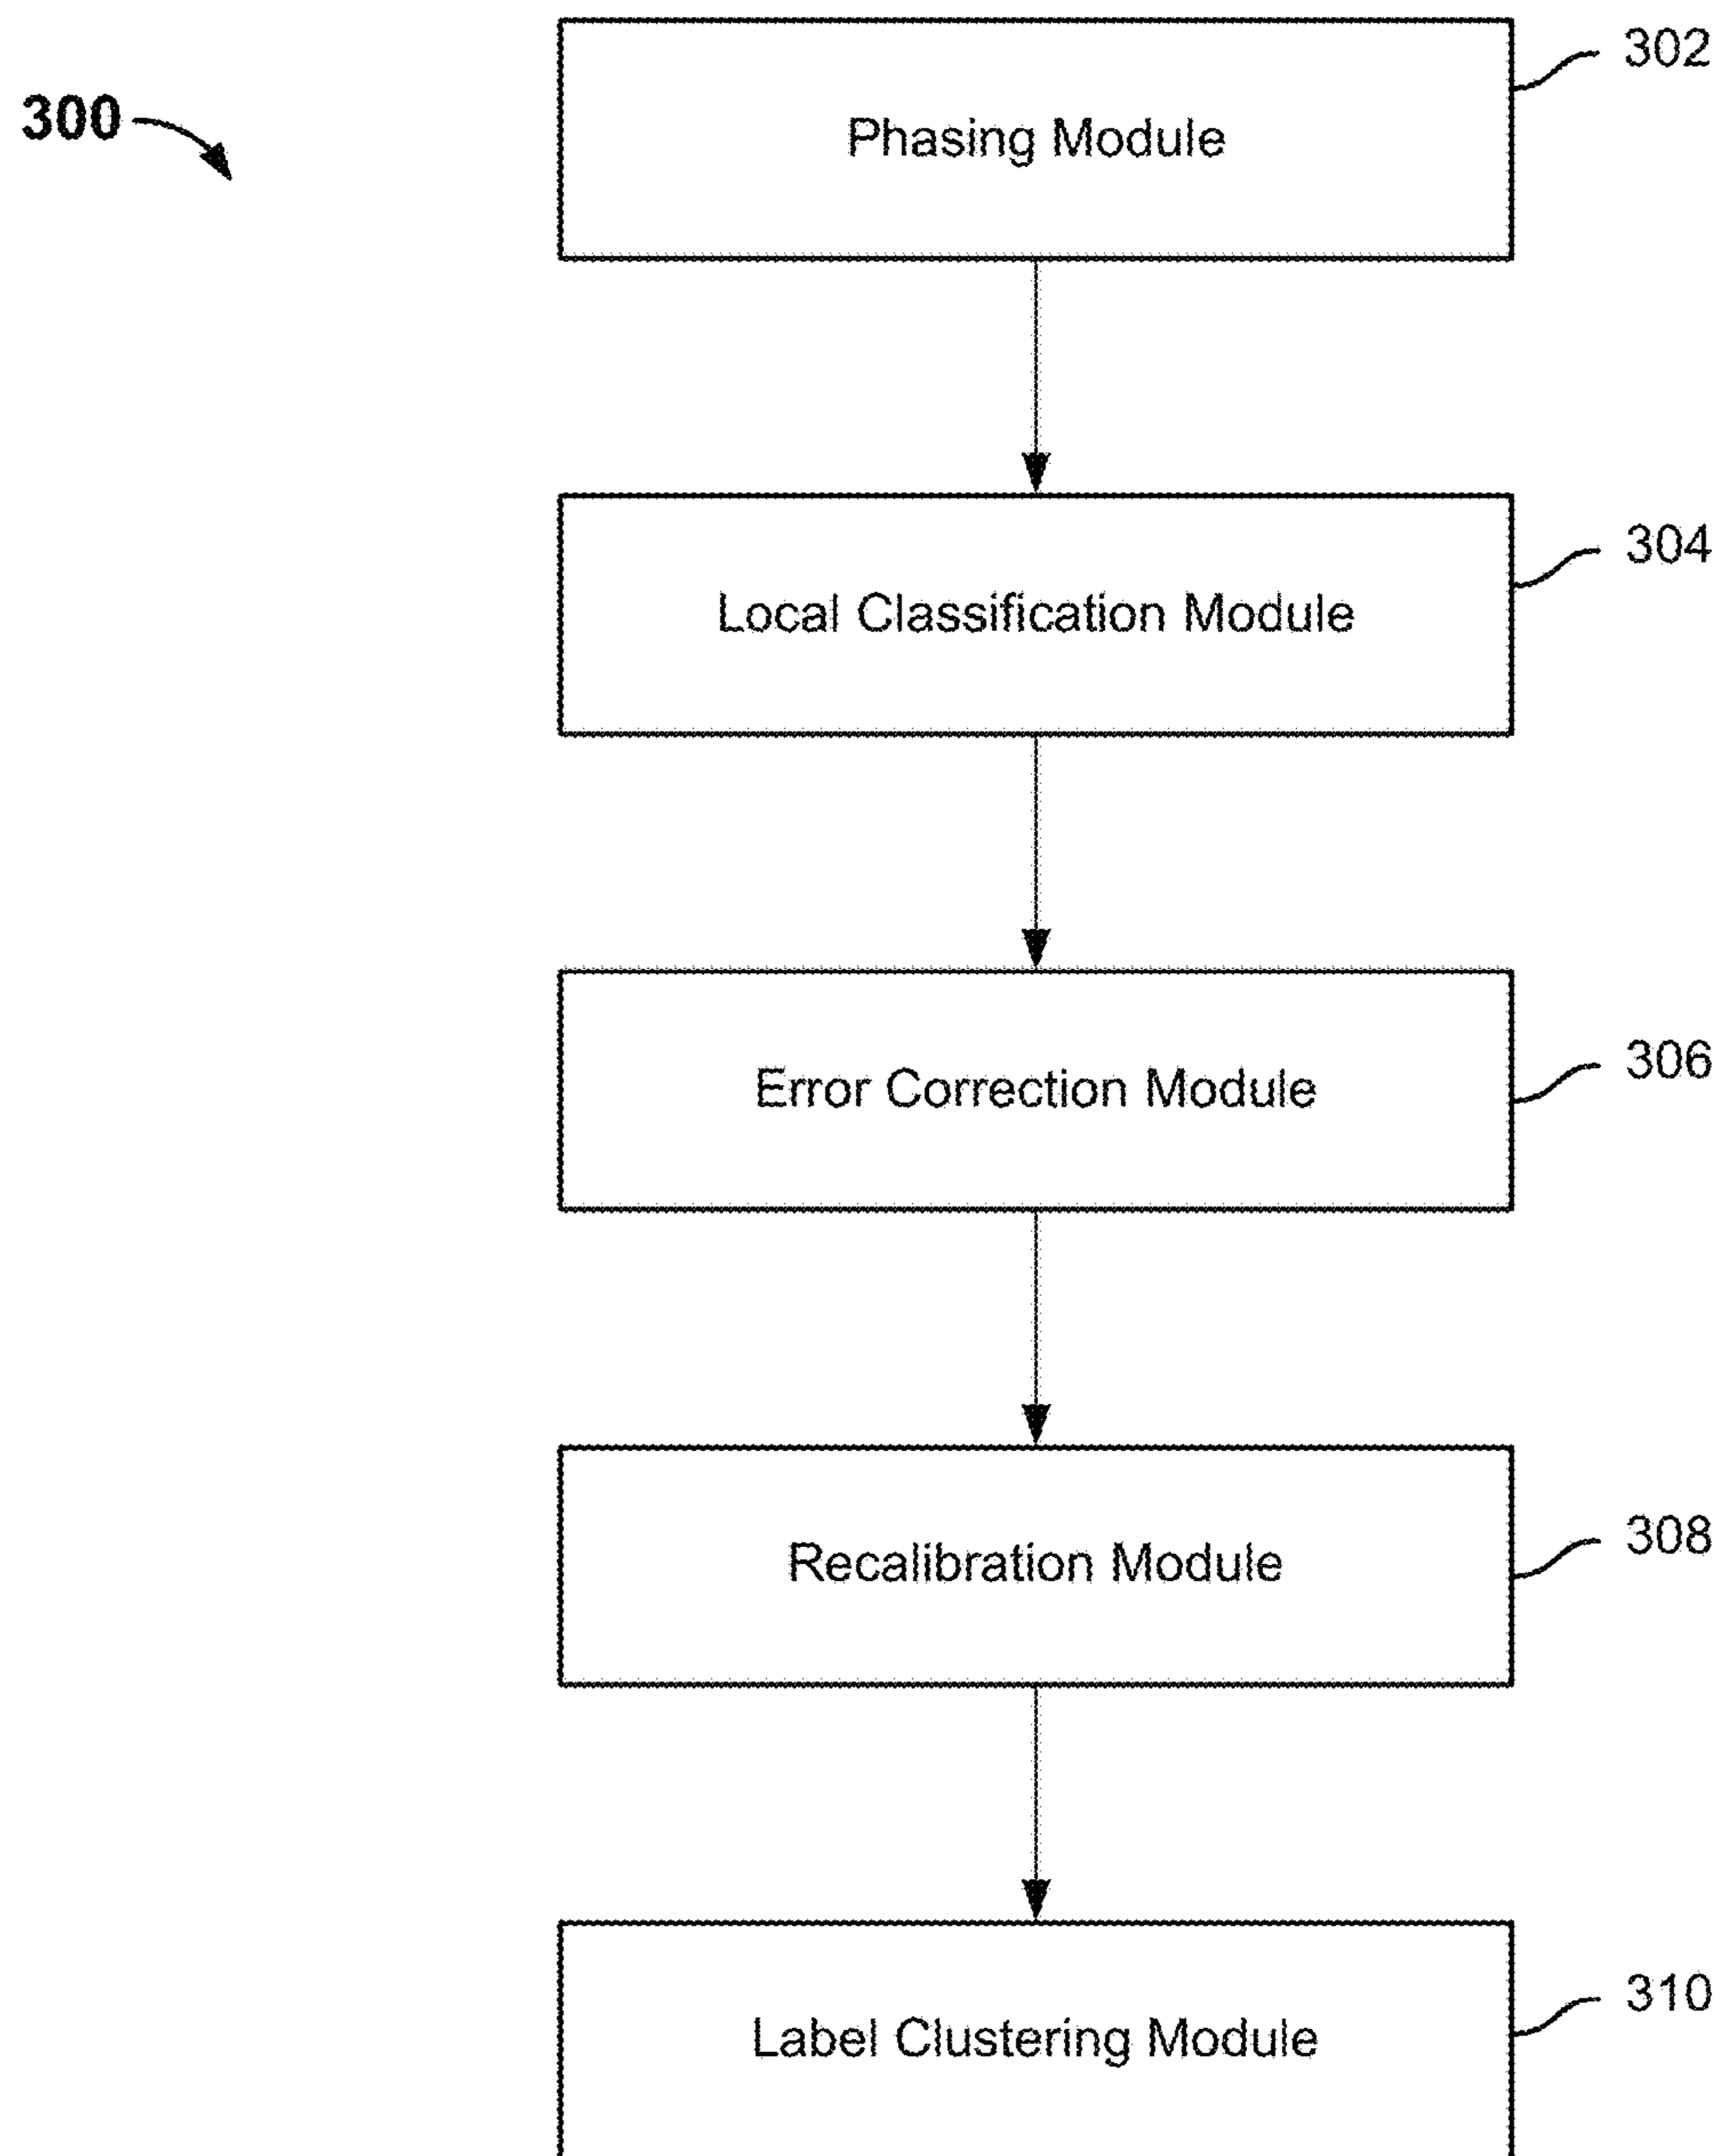 302
300
Phasing Module
304
Local Classification Module
306
Error Correction Module
308
Recalibration Module
310
Label Clustering Module